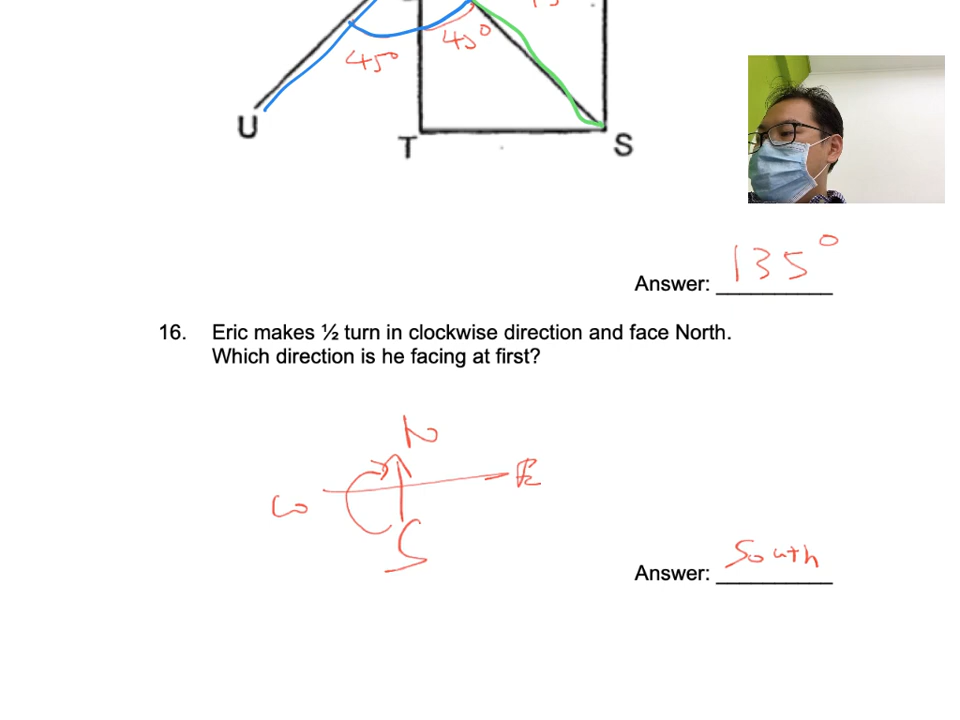 45°
45°
U
T
S
Answer: 135°
16. Eric makes ½ turn in clockwise direction and face North.
Which direction is he facing at first?
N
E
W
S
Answer: South